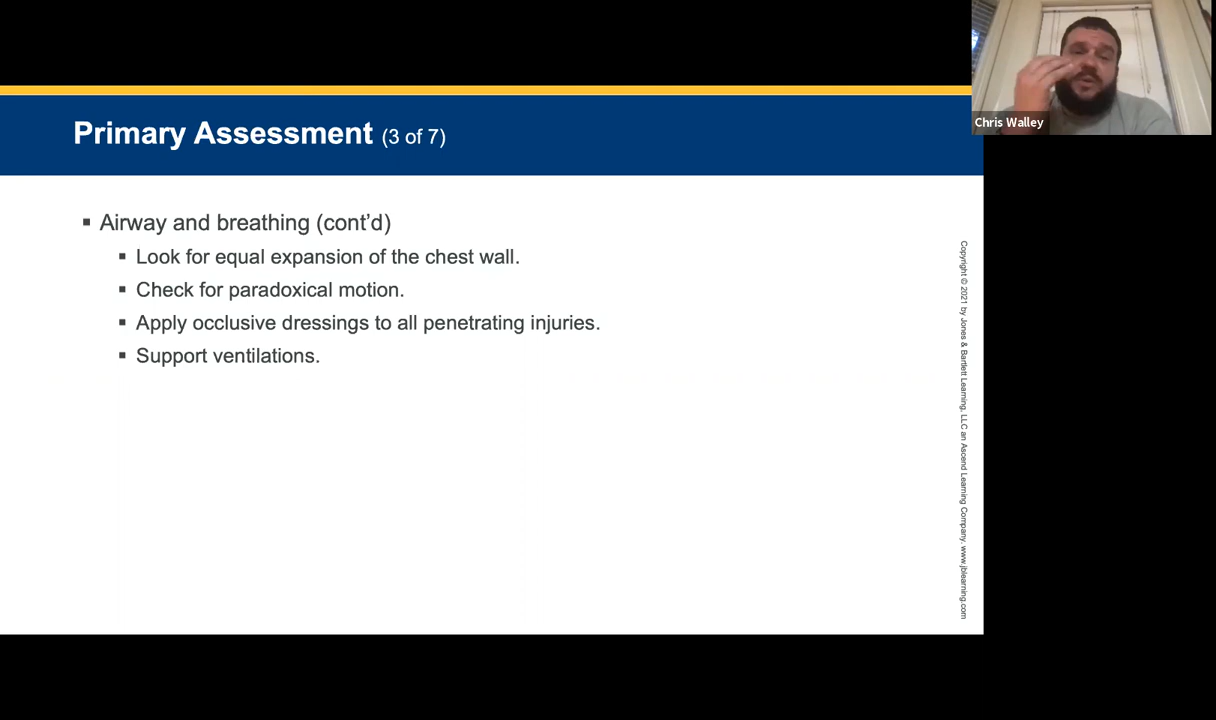 Primary Assessment (3 of 7)
Chris Walley
▪ Airway and breathing (cont’d)
▪ Look for equal expansion of the chest wall.
▪ Check for paradoxical motion.
▪ Apply occlusive dressings to all penetrating injuries.
▪ Support ventilations.
Copyright © 2021 by Jones & Bartlett Learning, LLC an Ascend Learning Company. www.jblearning.com